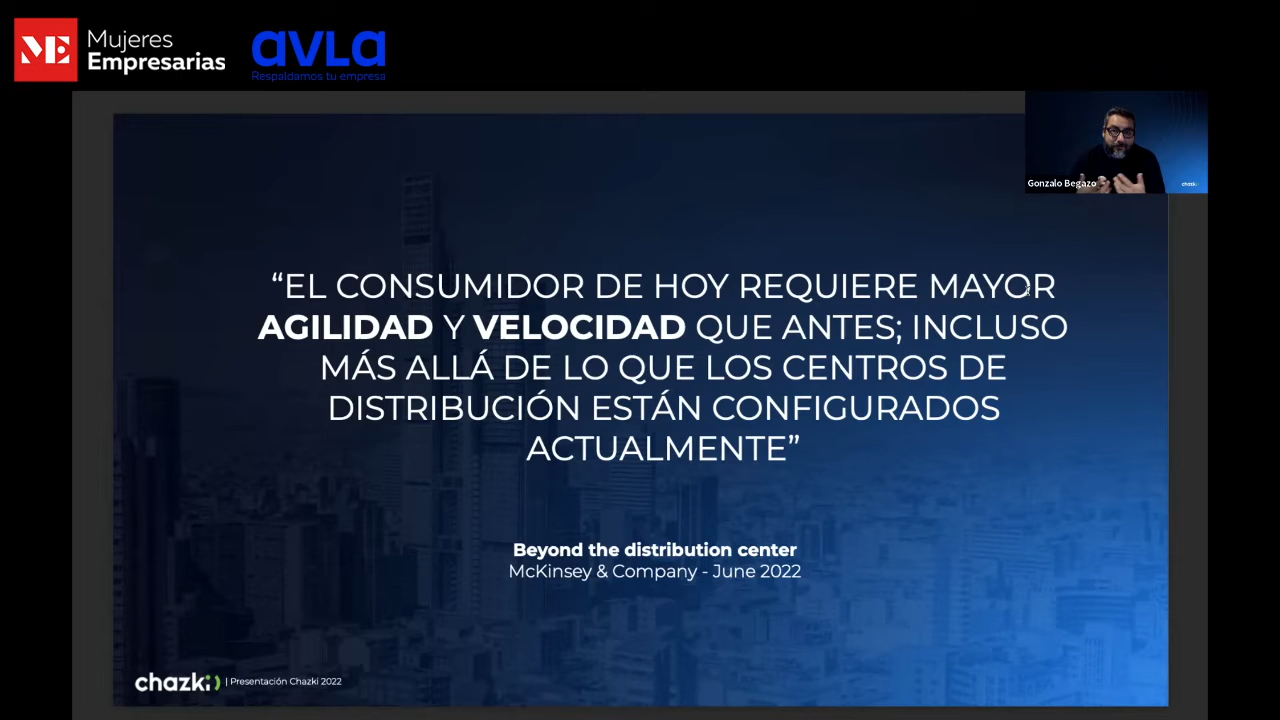 ME
Mujeres
Empresarias
avla
Respaldamos tu empresa
Gonzalo Begazo
chazki
“EL CONSUMIDOR DE HOY REQUIERE MAYOR
AGILIDAD Y VELOCIDAD QUE ANTES; INCLUSO
MÁS ALLÁ DE LO QUE LOS CENTROS DE
DISTRIBUCIÓN ESTÁN CONFIGURADOS
ACTUALMENTE”
Beyond the distribution center
McKinsey & Company - June 2022
chazki | Presentación Chazki 2022